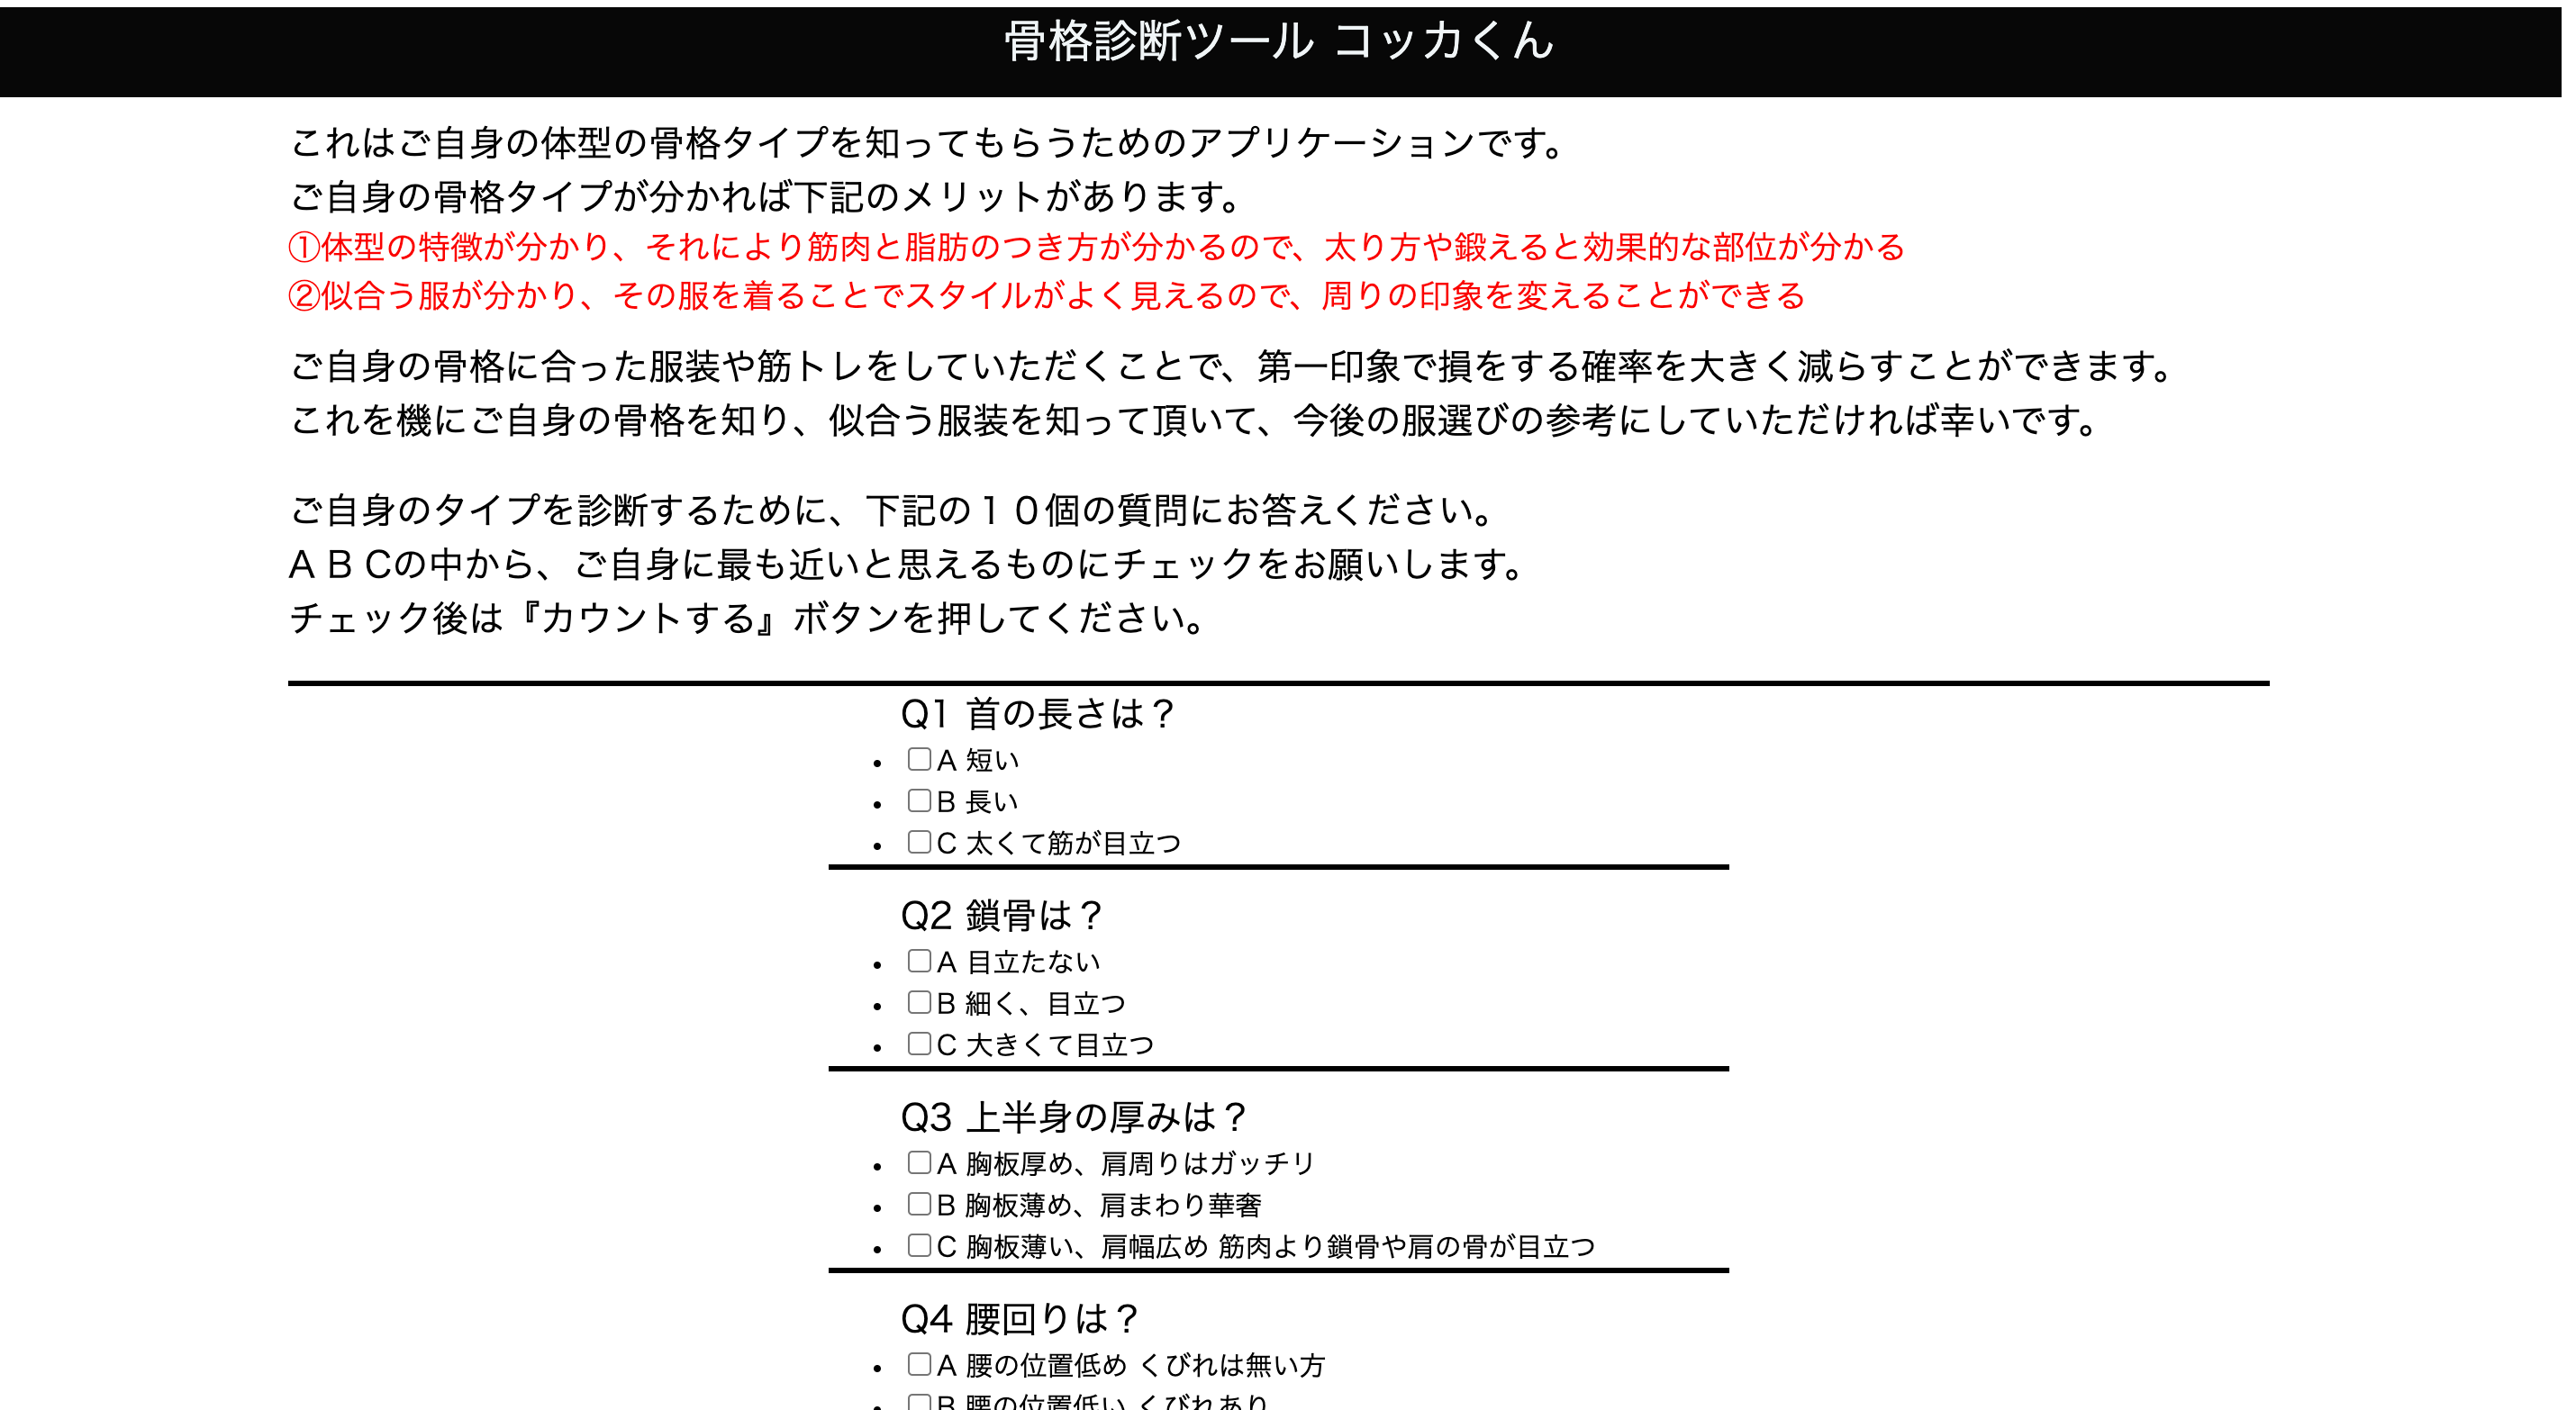 骨格診断ツール コッカくん
これはご自身の体型の骨格タイプを知ってもらうためのアプリケーションです。
ご自身の骨格タイプが分かれば下記のメリットがあります。
①体型の特徴が分かり、それにより筋肉と脂肪のつき方が分かるので、太り方や鍛えると効果的な部位が分かる
②似合う服が分かり、その服を着ることでスタイルがよく見えるので、周りの印象を変えることができる
ご自身の骨格に合った服装や筋トレをしていただくことで、第一印象で損をする確率を大きく減らすことができます。
これを機にご自身の骨格を知り、似合う服装を知って頂いて、今後の服選びの参考にしていただければ幸いです。
ご自身のタイプを診断するために、下記の１０個の質問にお答えください。
A B Cの中から、ご自身に最も近いと思えるものにチェックをお願いします。
チェック後は『カウントする』ボタンを押してください。
Q1 首の長さは？
A 短い
B 長い
C 太くて筋が目立つ
Q2 鎖骨は？
A 目立たない
B 細く、目立つ
C 大きくて目立つ
Q3 上半身の厚みは？
A 胸板厚め、肩周りはガッチリ
B 胸板薄め、肩まわり華奢
C 胸板薄い、肩幅広め 筋肉より鎖骨や肩の骨が目立つ
Q4 腰回りは？
A 腰の位置低め くびれは無い方
B 腰の位置低い くびれあり